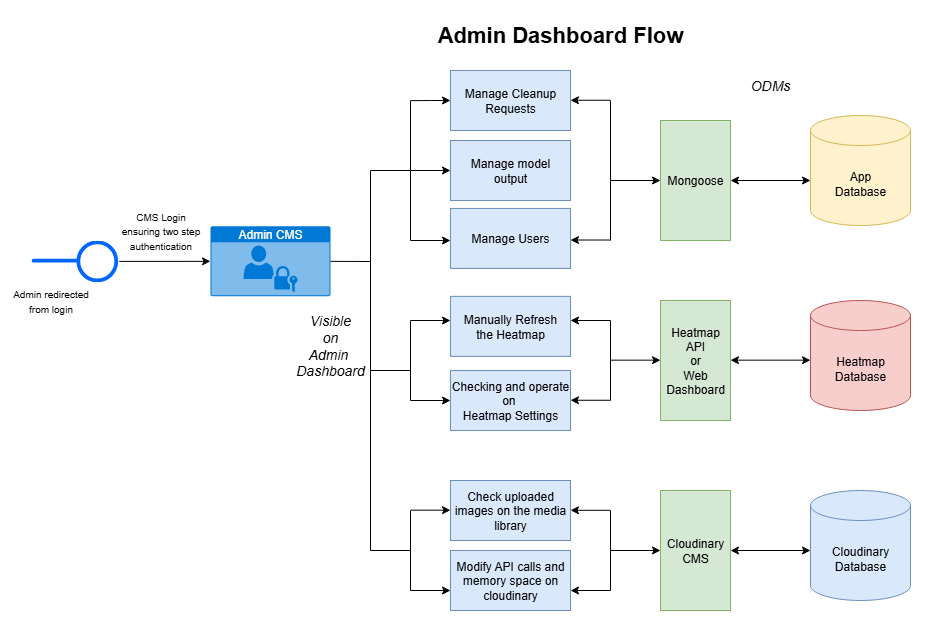 Admin Dashboard Flow
ODMs
Manage Cleanup
Requests
Manage model
output
Manage Users
Mongoose
App
Database
CMS Login
ensuring two step
authentication
Admin CMS
Admin redirected
from login
Visible
on
Admin
Dashboard
Manually Refresh
the Heatmap
Checking and operate
on
Heatmap Settings
Heatmap
API
or
Web
Dashboard
Heatmap
Database
Check uploaded
images on the media
library
Modify API calls and
memory space on
cloudinary
Cloudinary
CMS
Cloudinary
Database